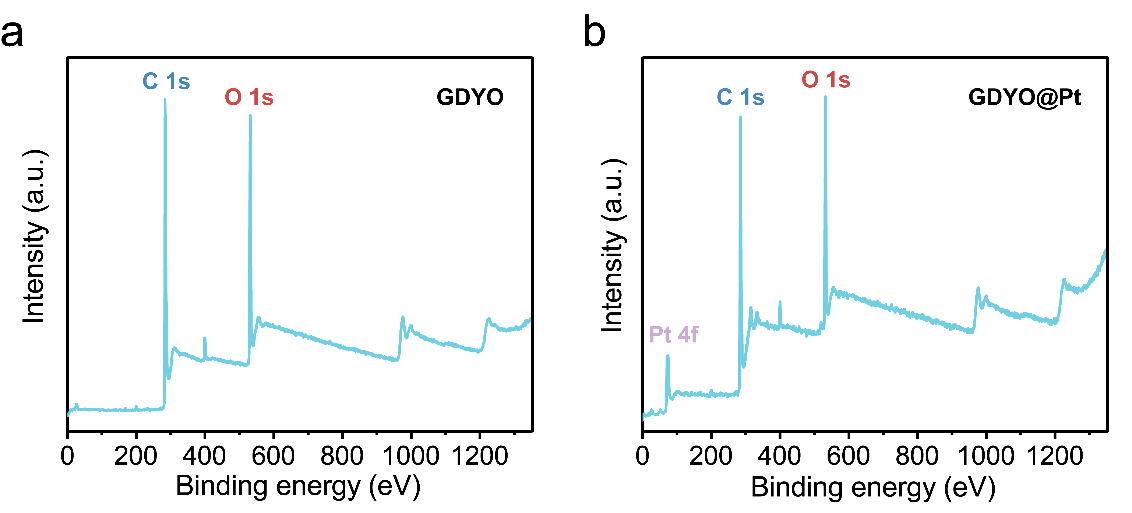 a
C 1s
O 1s
GDYO
Intensity (a.u.)
0 200 400 600 800 1000 1200
Binding energy (eV)
b
O 1s
C 1s
GDYO@Pt
Pt 4f
Intensity (a.u.)
0 200 400 600 800 1000 1200
Binding energy (eV)